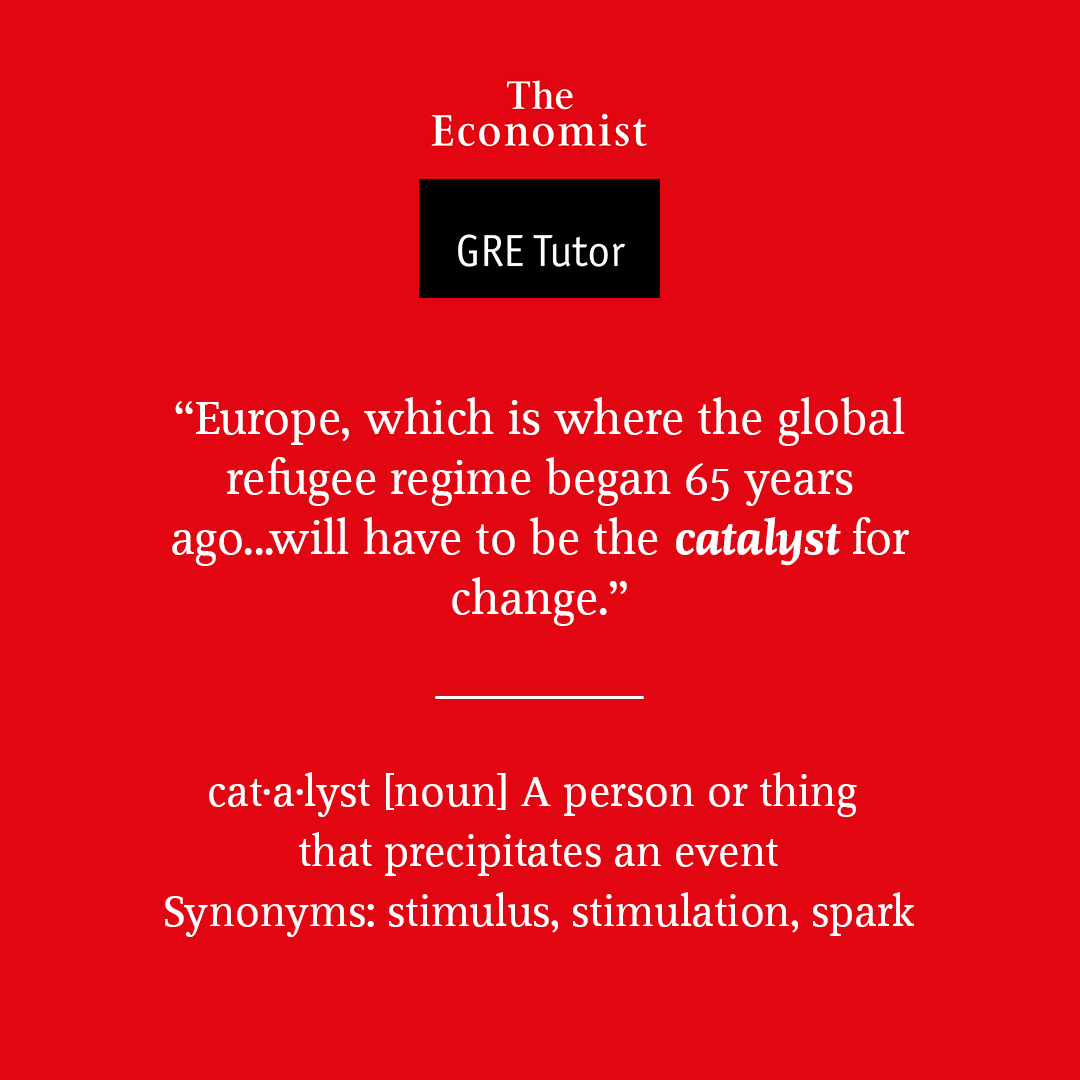 The
Economist
GRE Tutor
“Europe, which is where the global
refugee regime began 65 years
ago...will have to be the catalyst for
change.”
cat·a·lyst [noun] A person or thing
that precipitates an event
Synonyms: stimulus, stimulation, spark